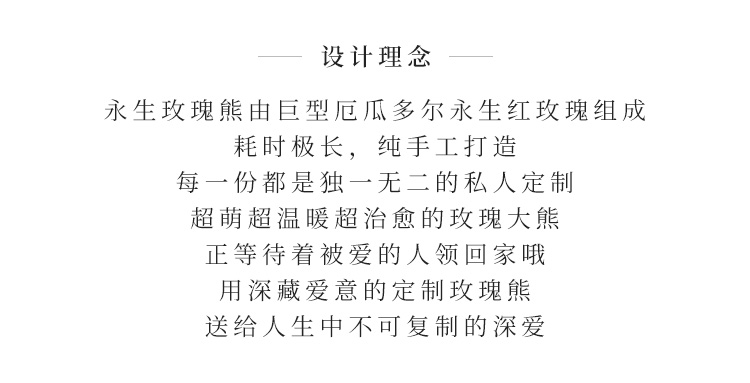 设计理念
永生玫瑰熊由巨型厄瓜多尔永生红玫瑰组成
耗时极长，纯手工打造
每一份都是独一无二的私人定制
超萌超温暖超治愈的玫瑰大熊
正等待着被爱的人领回家哦
用深藏爱意的定制玫瑰熊
送给人生中不可复制的深爱